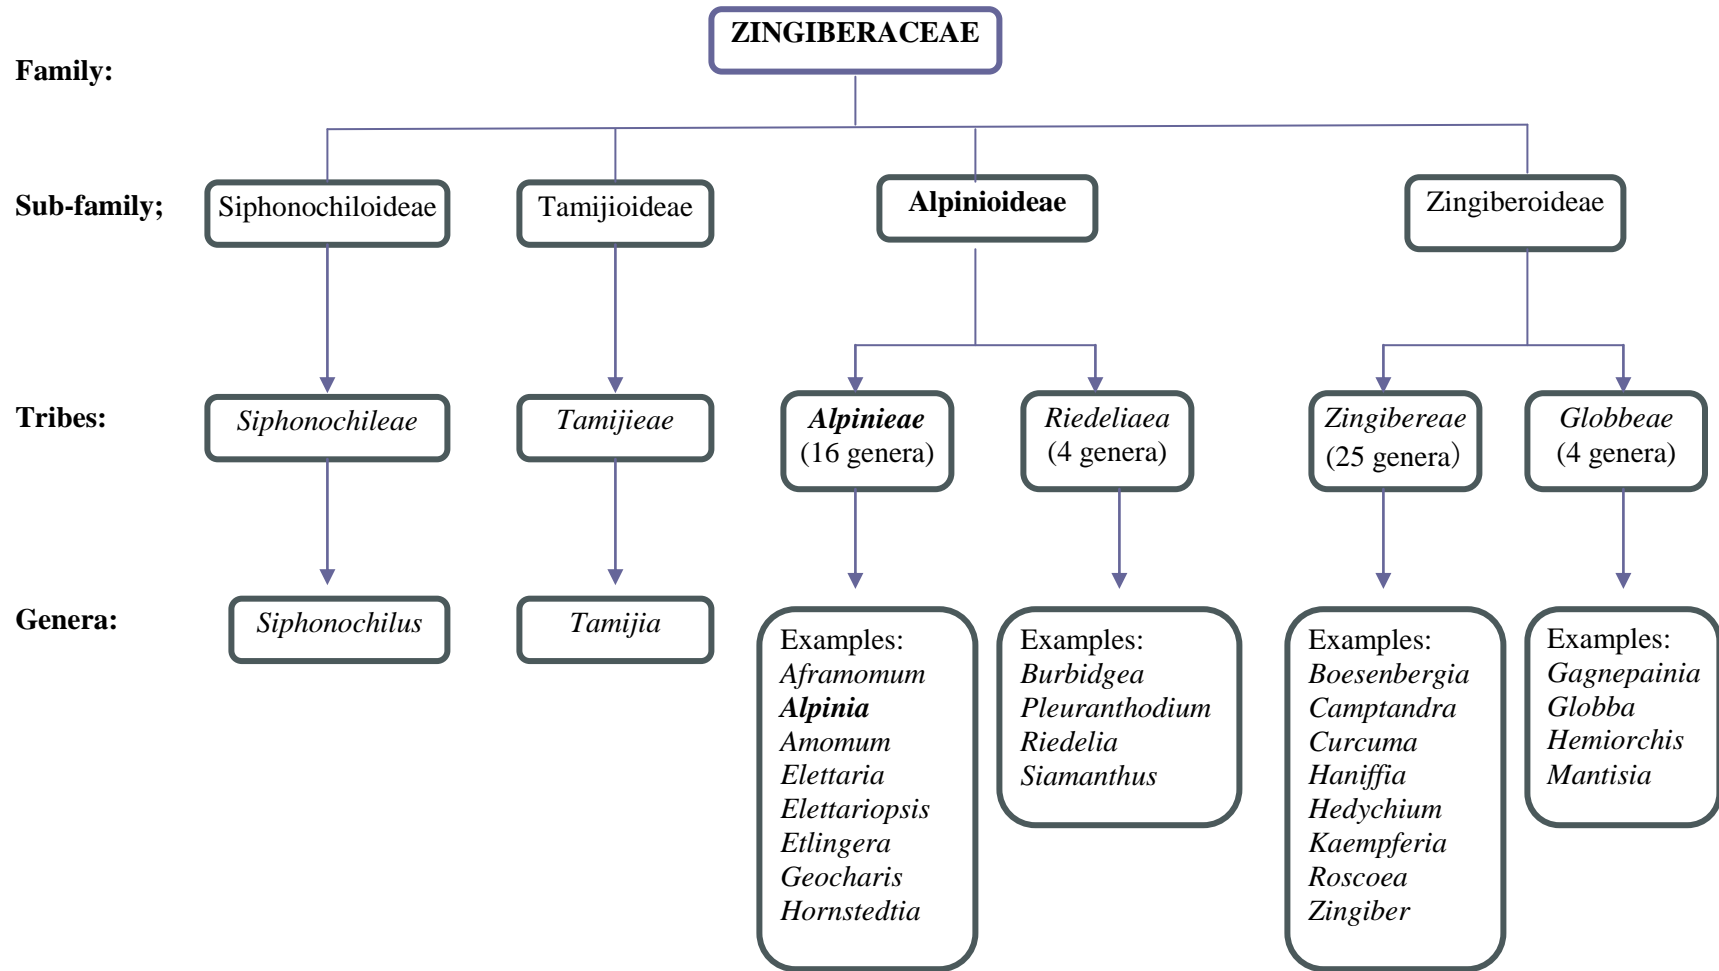 ZINGIBERACEAE
Family:
Sub-family;
Siphonochiloideae
Tamijioideae
Alpinioideae
Zingiberoideae
Tribes:
Siphonochileae
Tamijieae
Alpinieae
(16 genera)
Riedeliaea
(4 genera)
Zingibereae
(25 genera)
Globbeae
(4 genera)
Genera:
Siphonochilus
Tamijia
Examples:
Aframomum
Alpinia
Amomum
Elettaria
Elettariopsis
Etlingera
Geocharis
Hornstedtia
Examples:
Burbidgea
Pleuranthodium
Riedelia
Siamanthus
Examples:
Boesenbergia
Camptandra
Curcuma
Haniffia
Hedychium
Kaempferia
Roscoea
Zingiber
Examples:
Gagnepainia
Globba
Hemiorchis
Mantisia